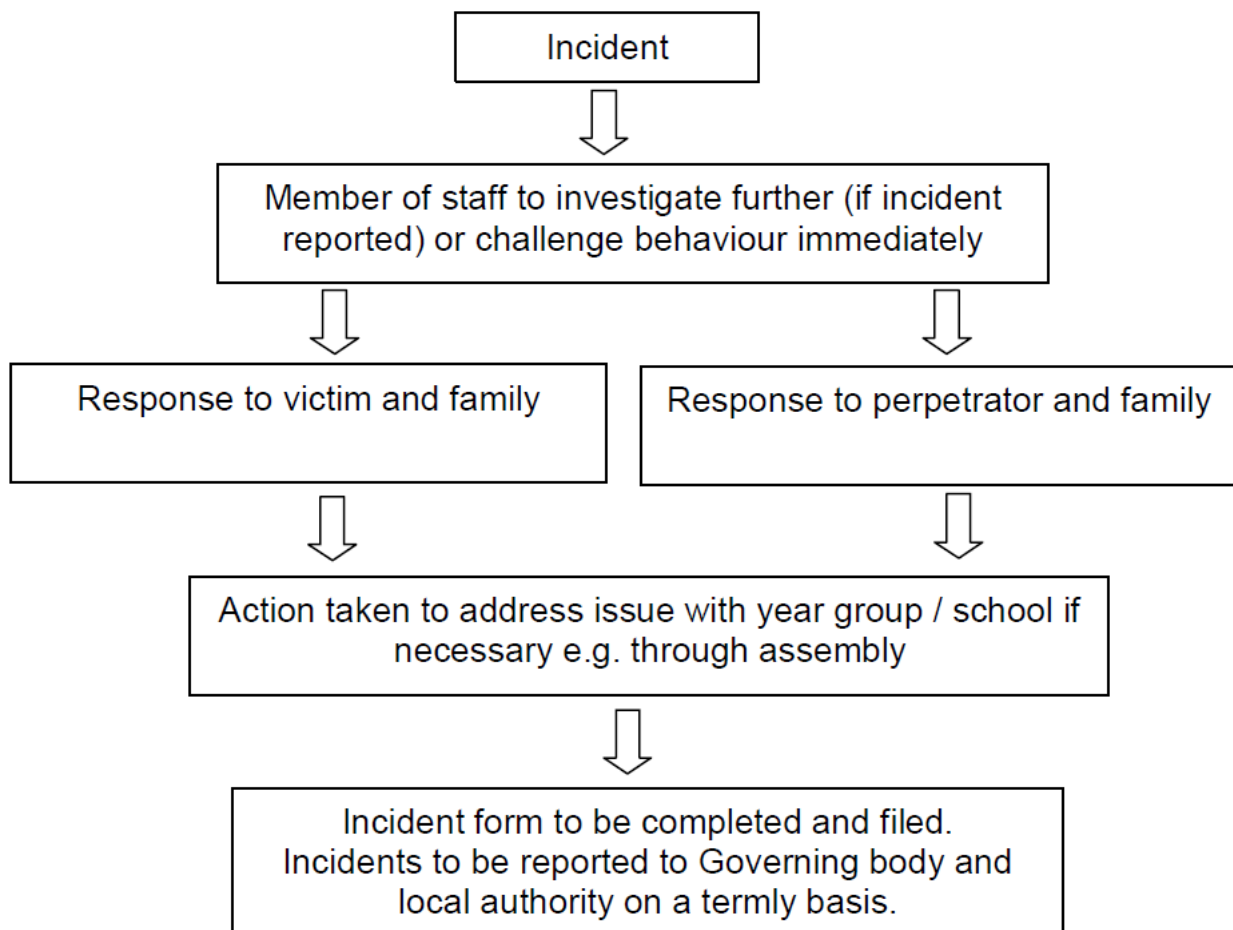 Incident
Member of staff to investigate further (if incident
reported) or challenge behaviour immediately
Response to victim and family
Response to perpetrator and family
Action taken to address issue with year group / school if
necessary e.g. through assembly
Incident form to be completed and filed.
Incidents to be reported to Governing body and
local authority on a termly basis.